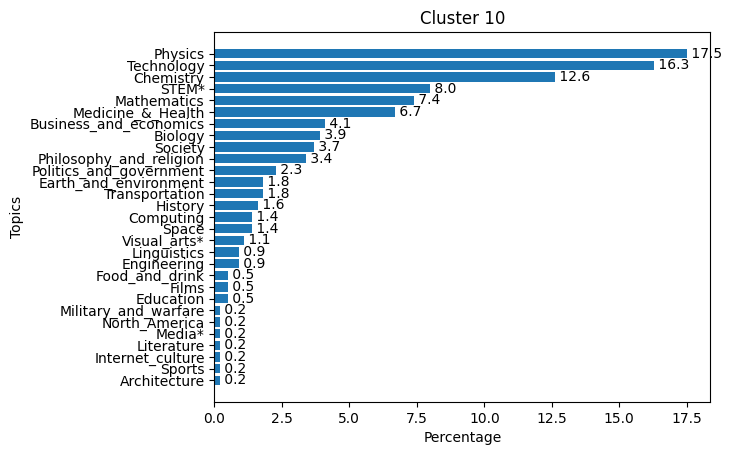 Cluster 10
Physics 17.5
Technology 16.3
Chemistry 12.6
STEM* 8.0
Mathematics 7.4
Medicine_&_Health 6.7
Business_and_economics 4.1
Biology 3.9
Society 3.7
Philosophy_and_religion 3.4
Politics_and_government 2.3
Earth_and_environment 1.8
Transportation 1.8
History 1.6
Computing 1.4
Space 1.4
Visual_arts* 1.1
Linguistics 0.9
Engineering 0.9
Food_and_drink 0.5
Films 0.5
Education 0.5
Military_and_warfare 0.2
North_America 0.2
Media* 0.2
Literature 0.2
Internet_culture 0.2
Sports 0.2
Architecture 0.2
Topics
0.0 2.5 5.0 7.5 10.0 12.5 15.0 17.5
Percentage